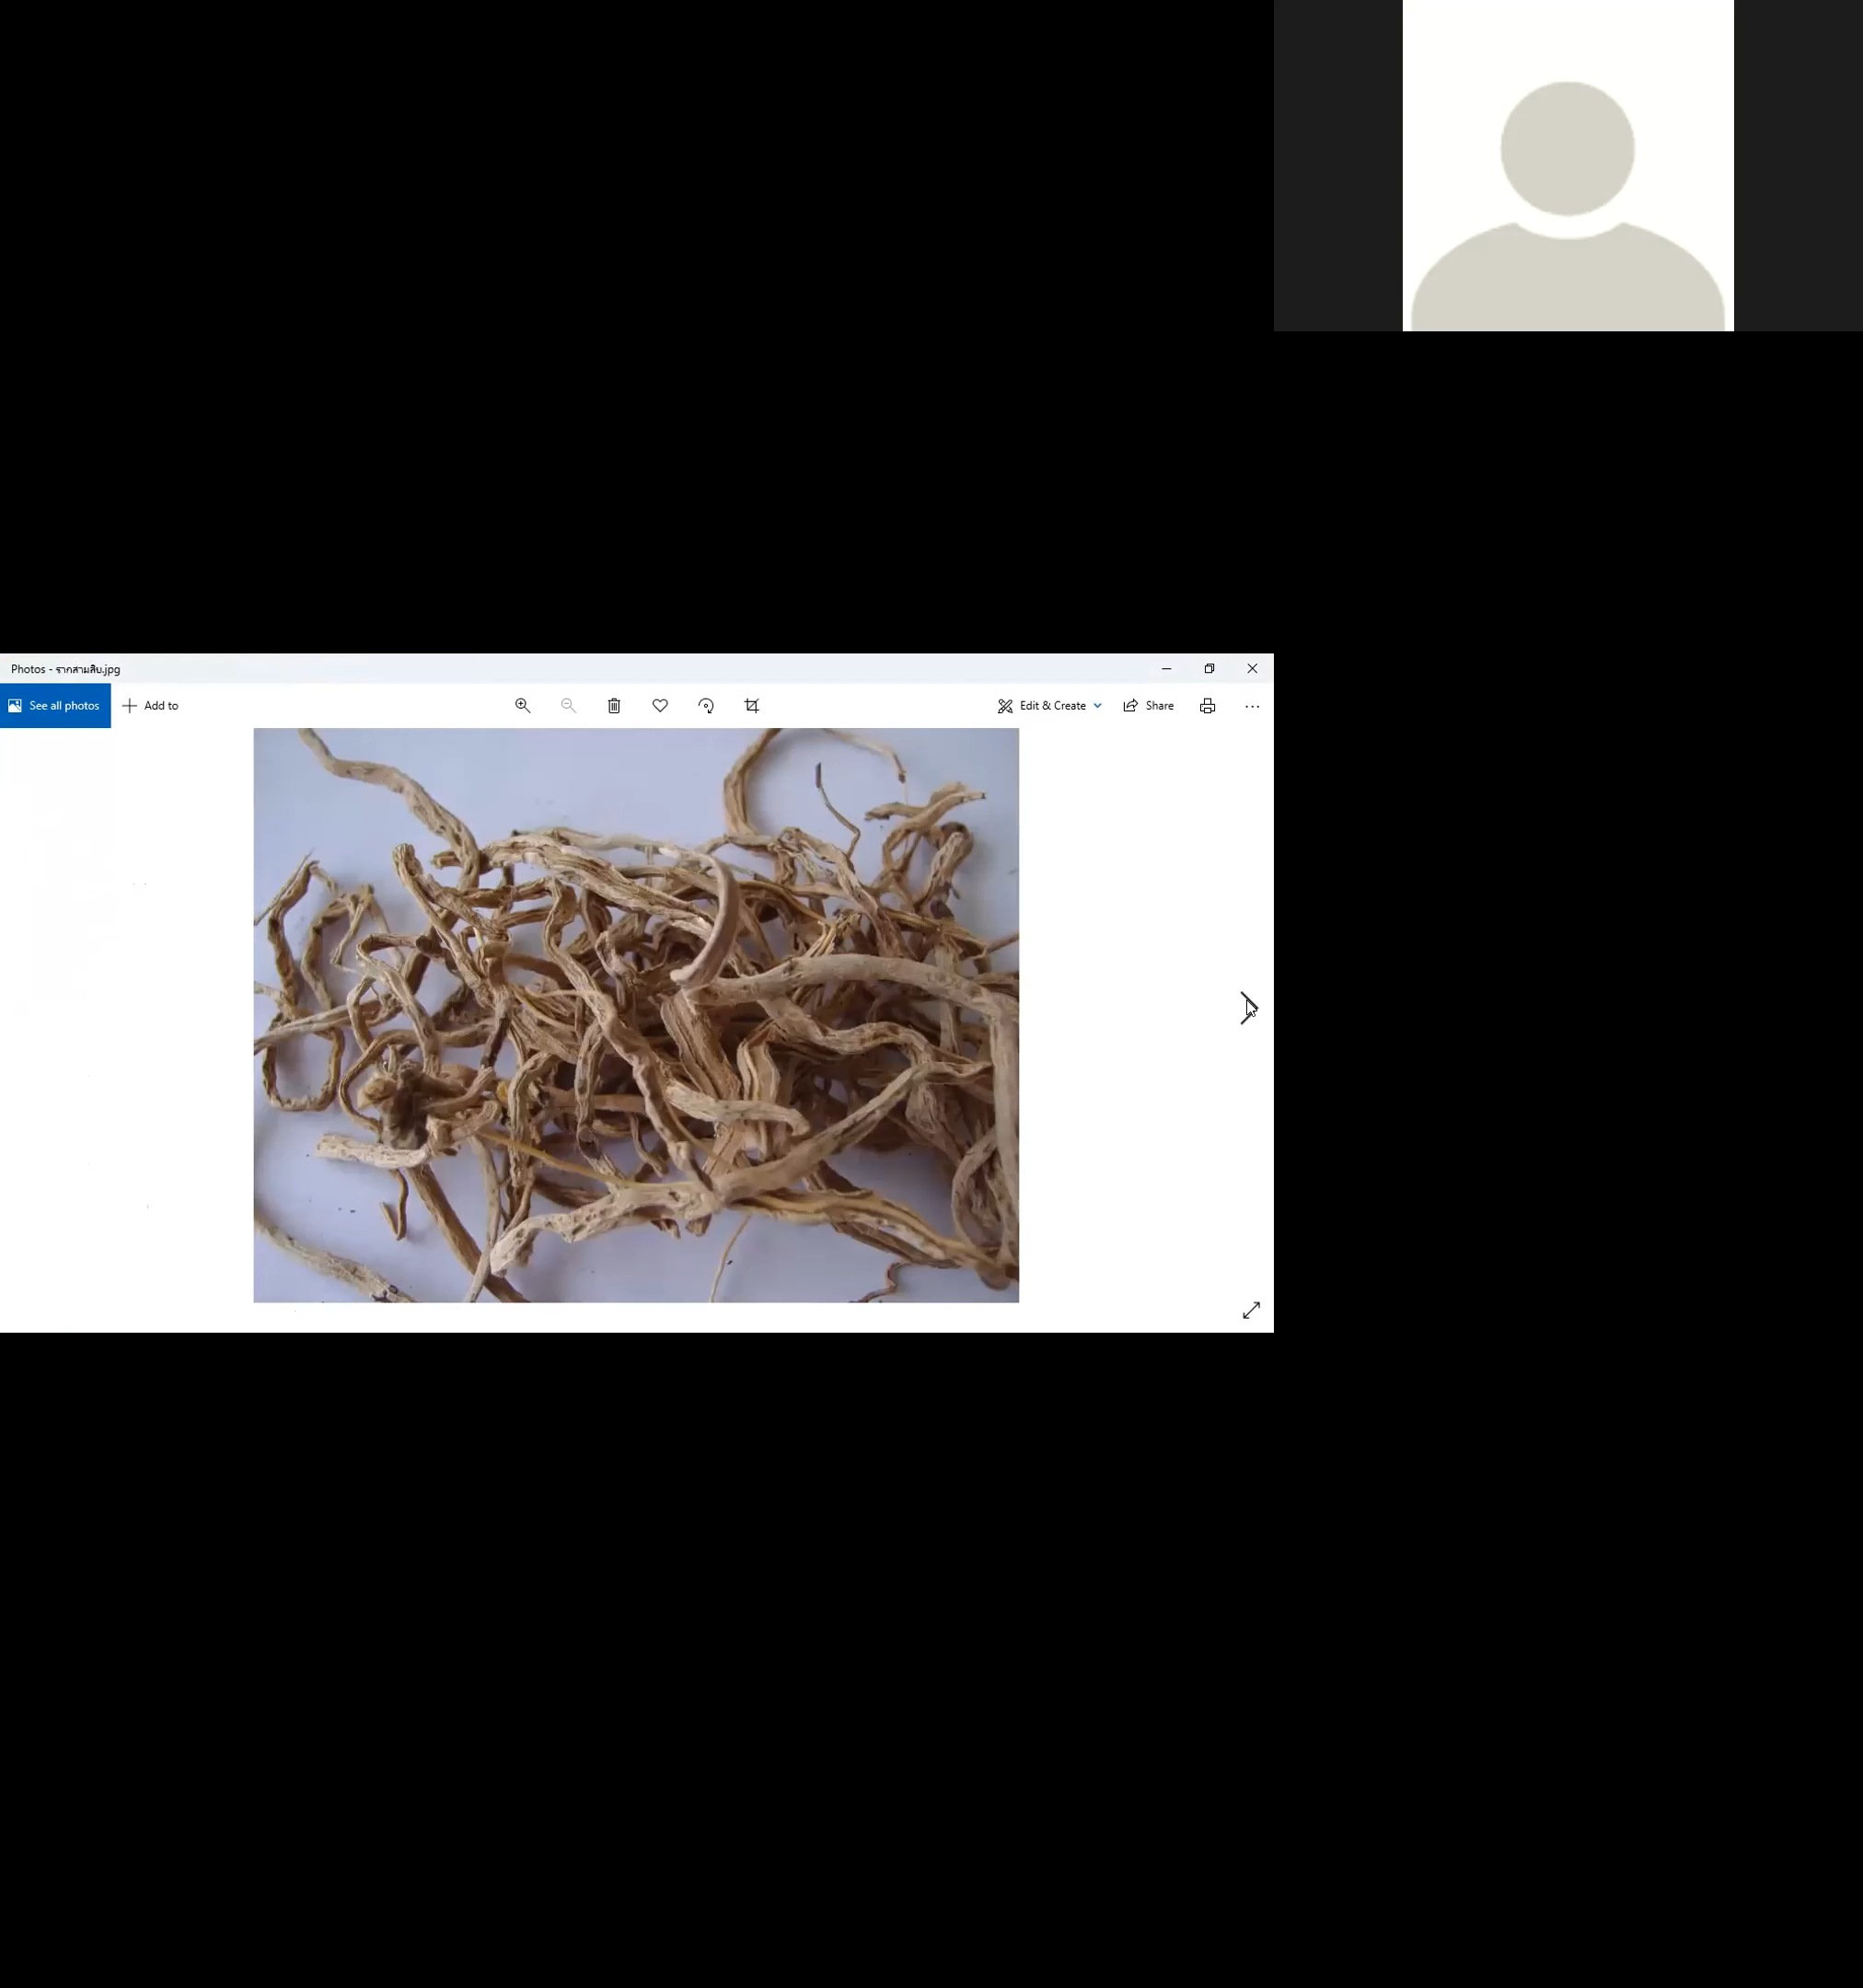 Photos - รากสามสิบ.jpg
See all photos
Add to
Edit & Create
Share